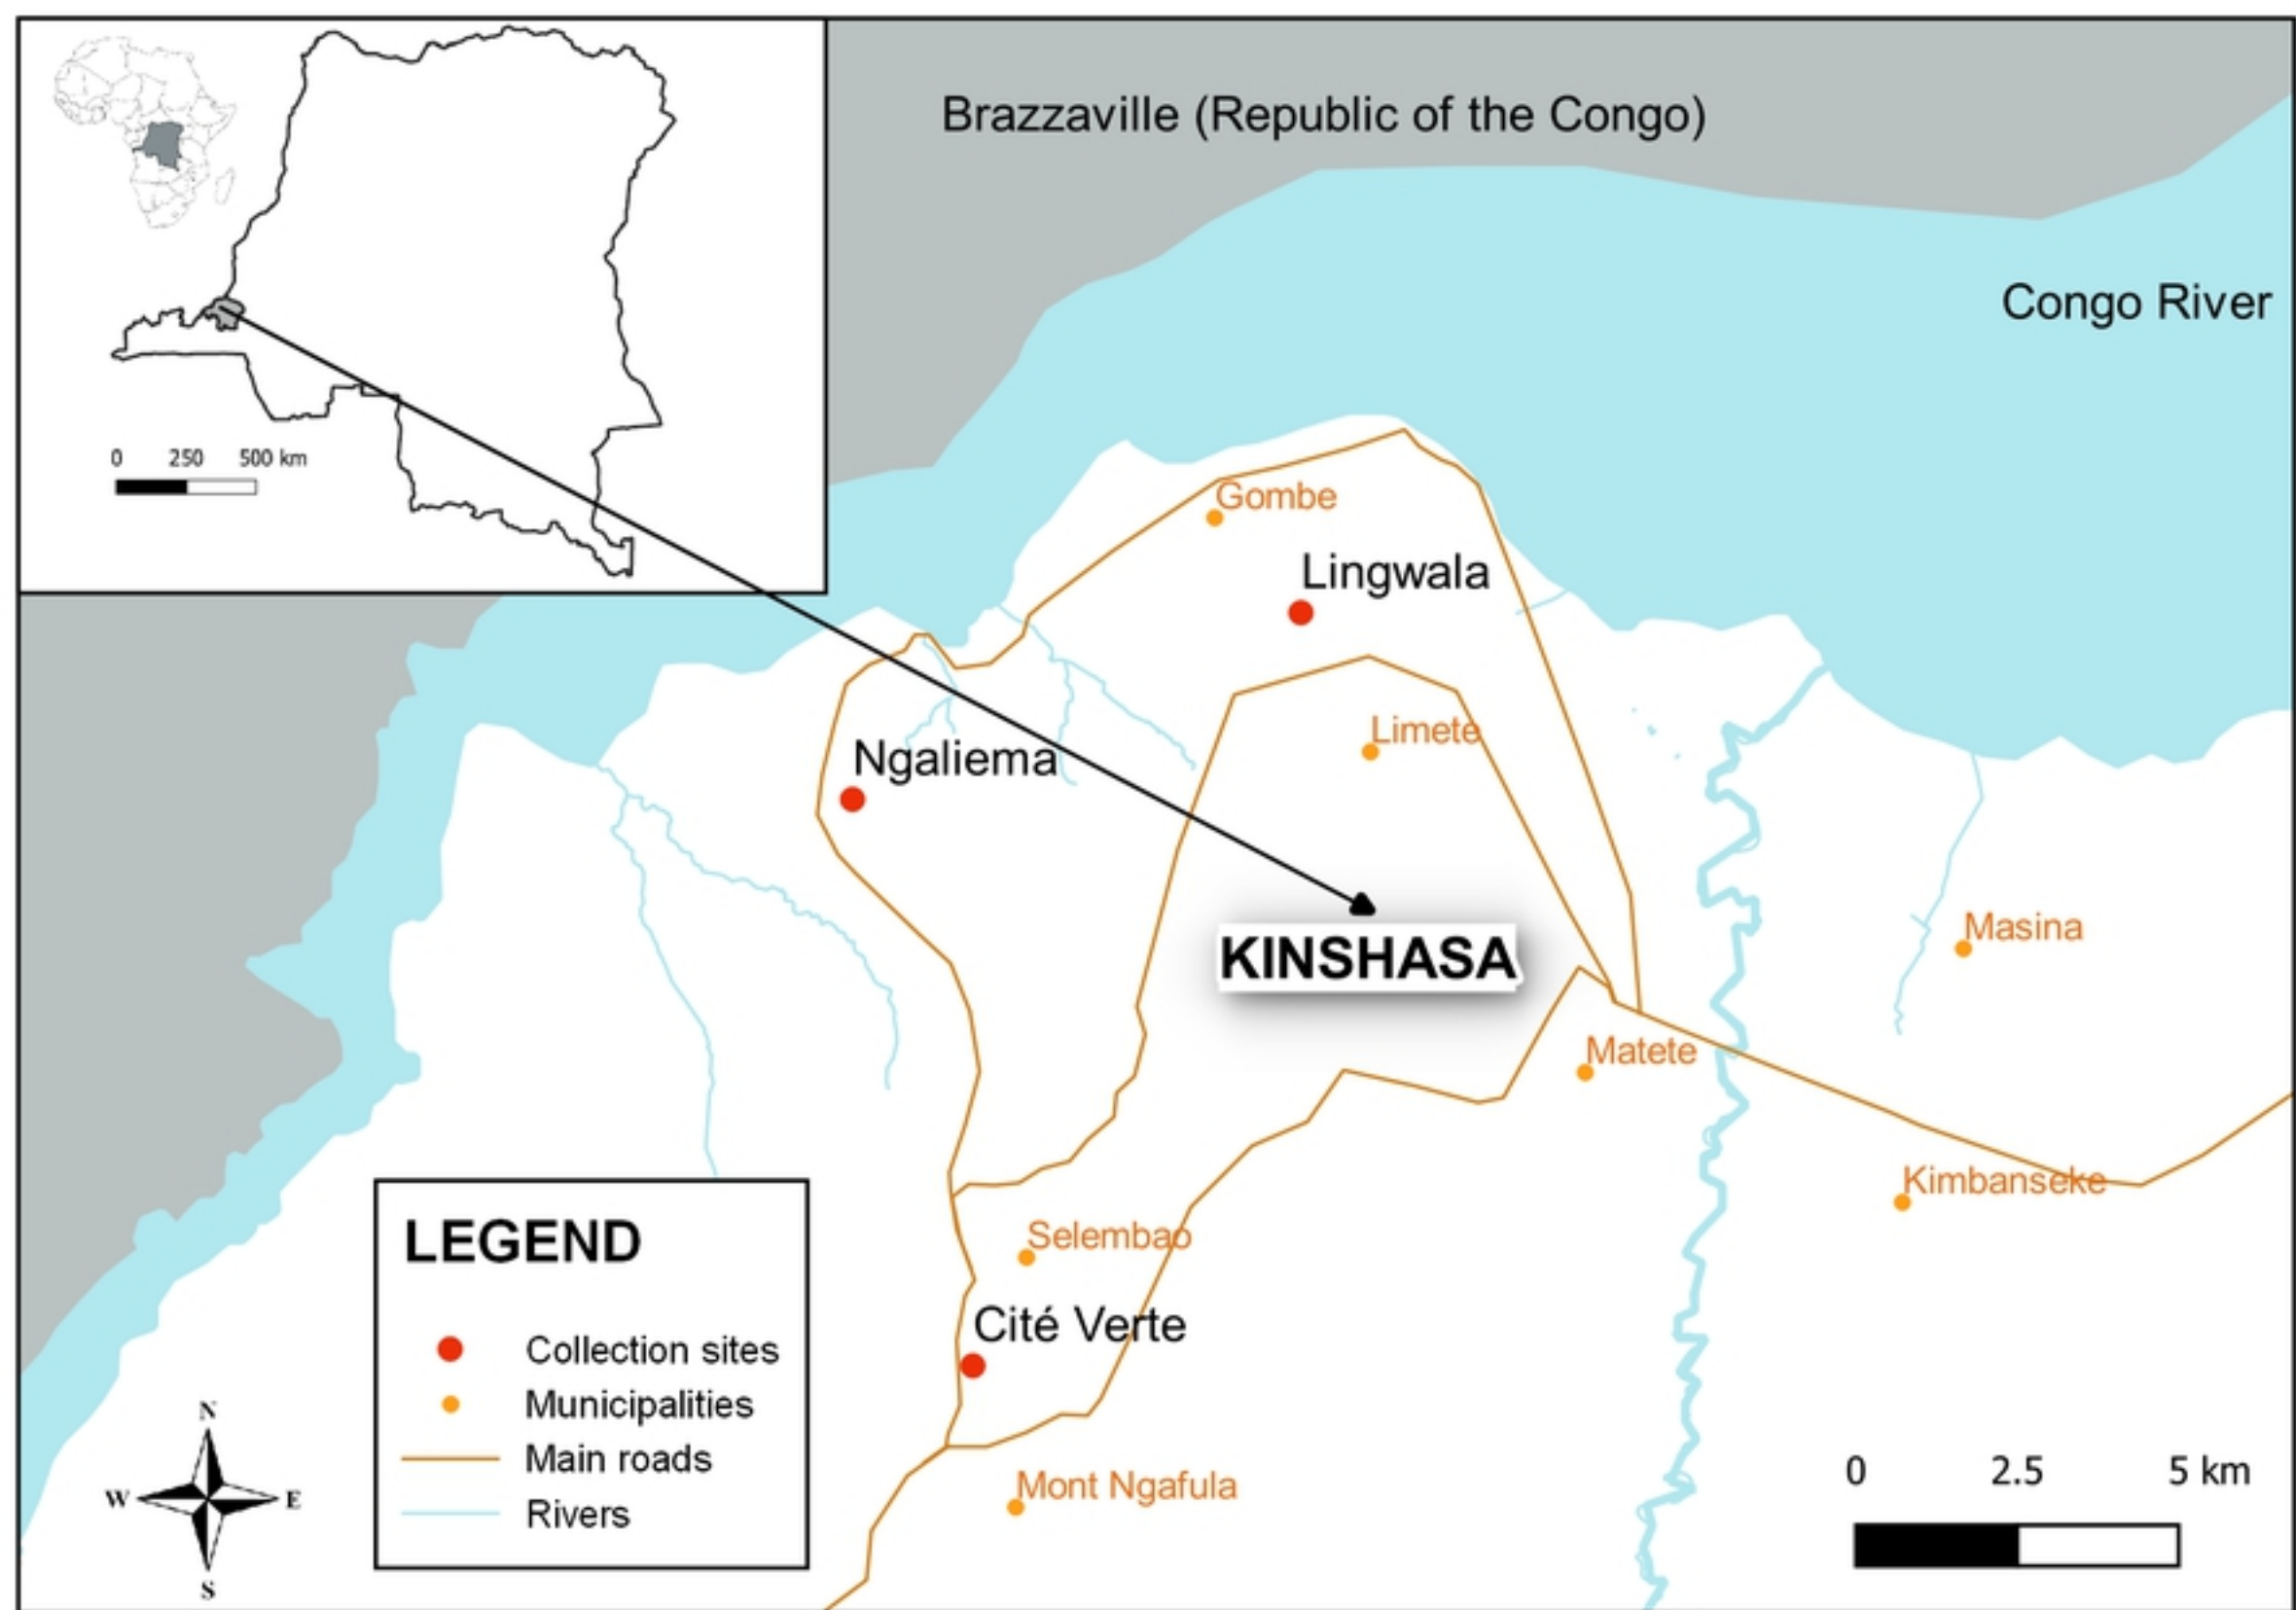 Brazzaville (Republic of the Congo)
Congo River
0 250 500 km
Gombe
Lingwala
Limete
Ngaliema
KINSHASA
Masina
Matete
Kimbanseke
Selembao
Cité Verte
Mont Ngafula
LEGEND
Collection sites
Municipalities
Main roads
Rivers
N
W E
S
0 2.5 5 km